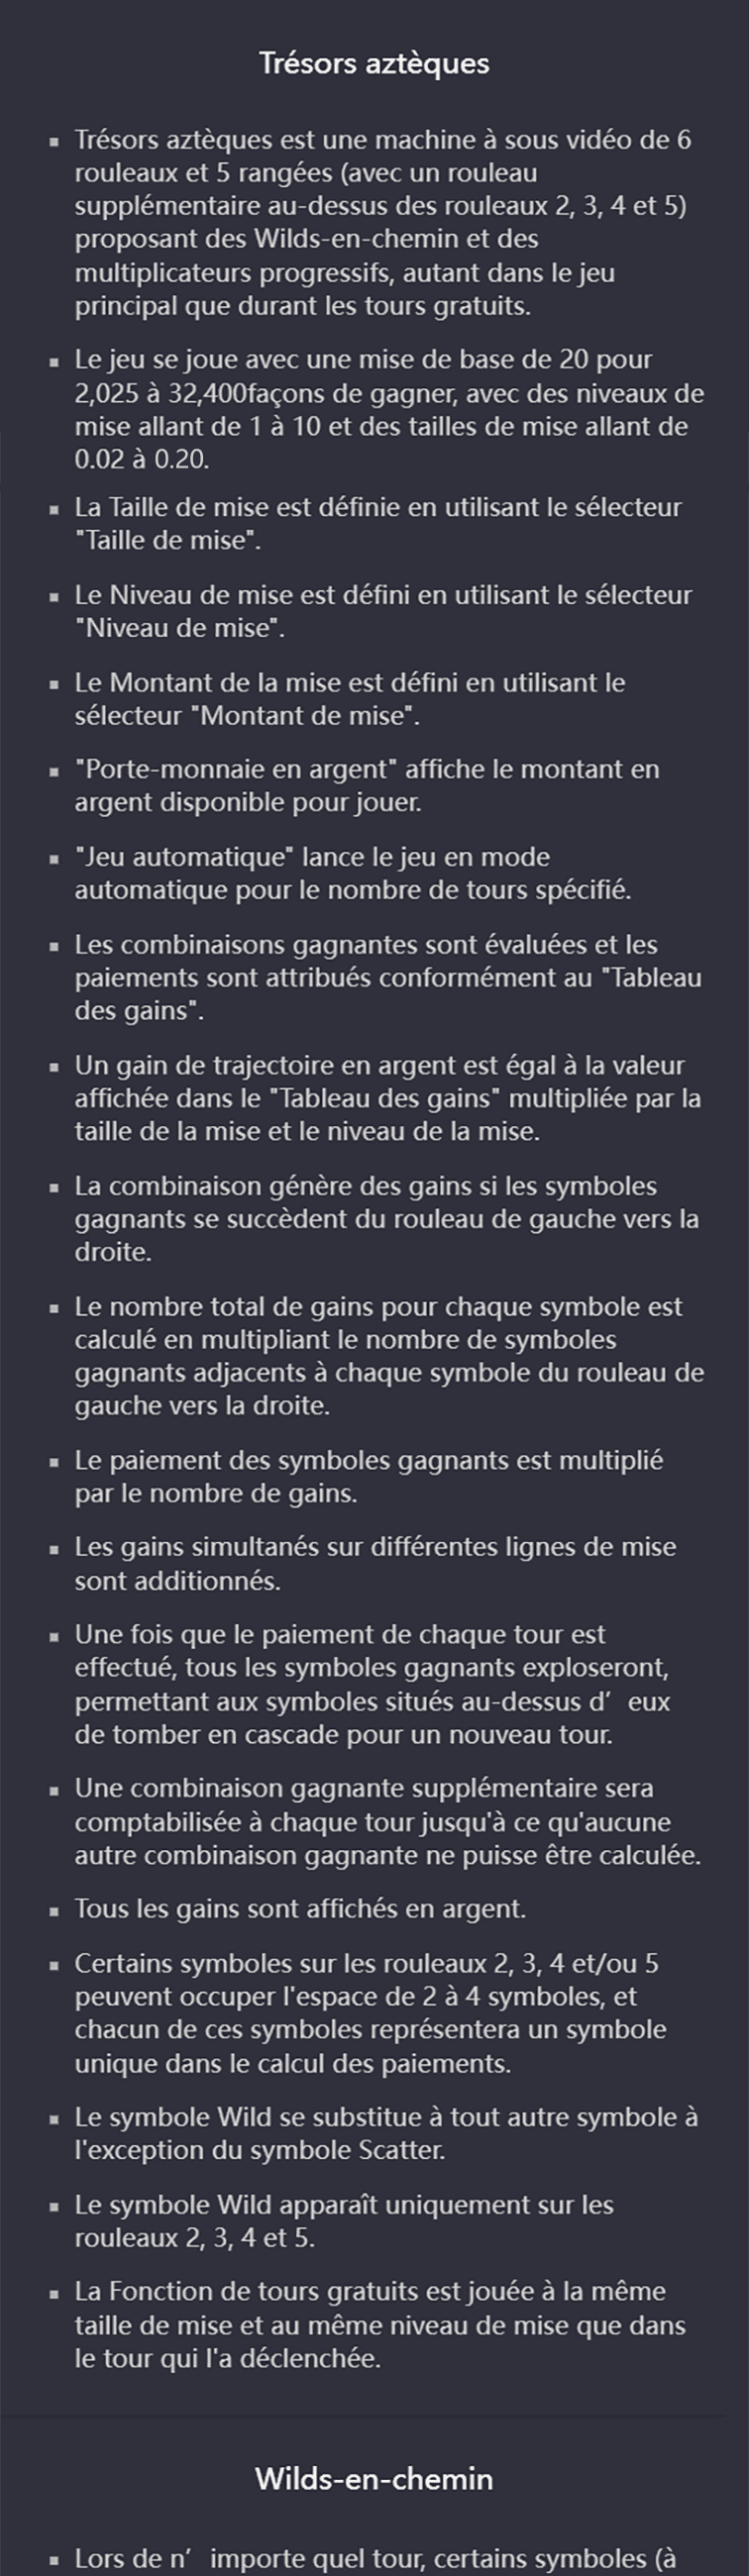 Trésors aztèques
▪ Trésors aztèques est une machine à sous vidéo de 6
rouleaux et 5 rangées (avec un rouleau
supplémentaire au-dessus des rouleaux 2, 3, 4 et 5)
proposant des Wilds-en-chemin et des
multiplicateurs progressifs, autant dans le jeu
principal que durant les tours gratuits.
▪ Le jeu se joue avec une mise de base de 20 pour
2,025 à 32,400façons de gagner, avec des niveaux de
mise allant de 1 à 10 et des tailles de mise allant de
0.02 à 0.20.
▪ La Taille de mise est définie en utilisant le sélecteur
"Taille de mise".
▪ Le Niveau de mise est défini en utilisant le sélecteur
"Niveau de mise".
▪ Le Montant de la mise est défini en utilisant le
sélecteur "Montant de mise".
▪ "Porte-monnaie en argent" affiche le montant en
argent disponible pour jouer.
▪ "Jeu automatique" lance le jeu en mode
automatique pour le nombre de tours spécifié.
▪ Les combinaisons gagnantes sont évaluées et les
paiements sont attribués conformément au "Tableau
des gains".
▪ Un gain de trajectoire en argent est égal à la valeur
affichée dans le "Tableau des gains" multipliée par la
taille de la mise et le niveau de la mise.
▪ La combinaison génère des gains si les symboles
gagnants se succèdent du rouleau de gauche vers la
droite.
▪ Le nombre total de gains pour chaque symbole est
calculé en multipliant le nombre de symboles
gagnants adjacents à chaque symbole du rouleau de
gauche vers la droite.
▪ Le paiement des symboles gagnants est multiplié
par le nombre de gains.
▪ Les gains simultanés sur différentes lignes de mise
sont additionnés.
▪ Une fois que le paiement de chaque tour est
effectué, tous les symboles gagnants exploseront,
permettant aux symboles situés au-dessus d’ eux
de tomber en cascade pour un nouveau tour.
▪ Une combinaison gagnante supplémentaire sera
comptabilisée à chaque tour jusqu'à ce qu'aucune
autre combinaison gagnante ne puisse être calculée.
▪ Tous les gains sont affichés en argent.
▪ Certains symboles sur les rouleaux 2, 3, 4 et/ou 5
peuvent occuper l'espace de 2 à 4 symboles, et
chacun de ces symboles représentera un symbole
unique dans le calcul des paiements.
▪ Le symbole Wild se substitue à tout autre symbole à
l'exception du symbole Scatter.
▪ Le symbole Wild apparaît uniquement sur les
rouleaux 2, 3, 4 et 5.
▪ La Fonction de tours gratuits est jouée à la même
taille de mise et au même niveau de mise que dans
le tour qui l'a déclenchée.
Wilds-en-chemin
▪ Lors de n’ importe quel tour, certains symboles (à